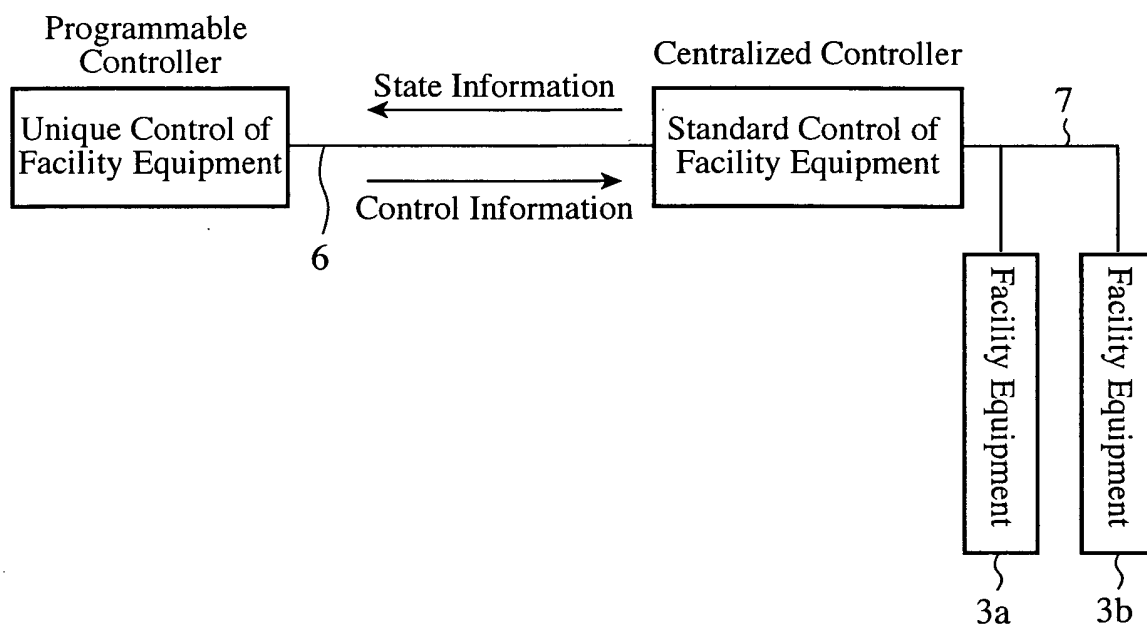 Programmable
Controller
Unique Control of
Facility Equipment
State Information
Control Information
6
Centralized Controller
Standard Control of
Facility Equipment
7
Facility Equipment
Facility Equipment
3a
3b